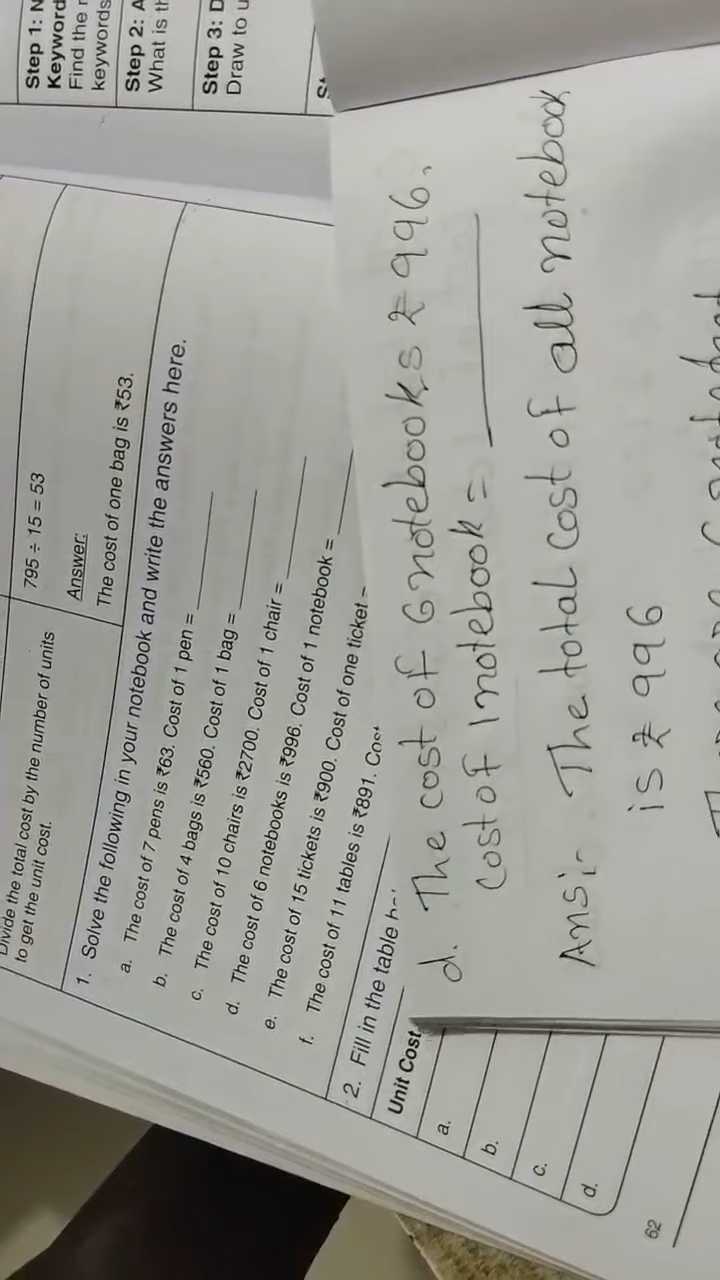 Step 1: N
Keyword
Find the
keywords
Step 2: A
What is th
Step 3: D
Draw to u
Divide the total cost by the number of units
to get the unit cost.
795 ÷ 15 = 53
Answer:
The cost of one bag is ₹53.
1. Solve the following in your notebook and write the answers here.
a. The cost of 7 pens is ₹63. Cost of 1 pen =
b. The cost of 4 bags is ₹560. Cost of 1 bag =
c. The cost of 10 chairs is ₹2700. Cost of 1 chair =
d. The cost of 6 notebooks is ₹996. Cost of 1 notebook =
e. The cost of 15 tickets is ₹900. Cost of one ticket =
f. The cost of 11 tables is ₹891. Cost
2. Fill in the table
Unit Cost
a.
b.
c.
d.
62
d. The cost of 6 notebooks ₹ 996.
cost of 1 notebook = ______
Ans:- The total cost of all notebook
is ₹ 996